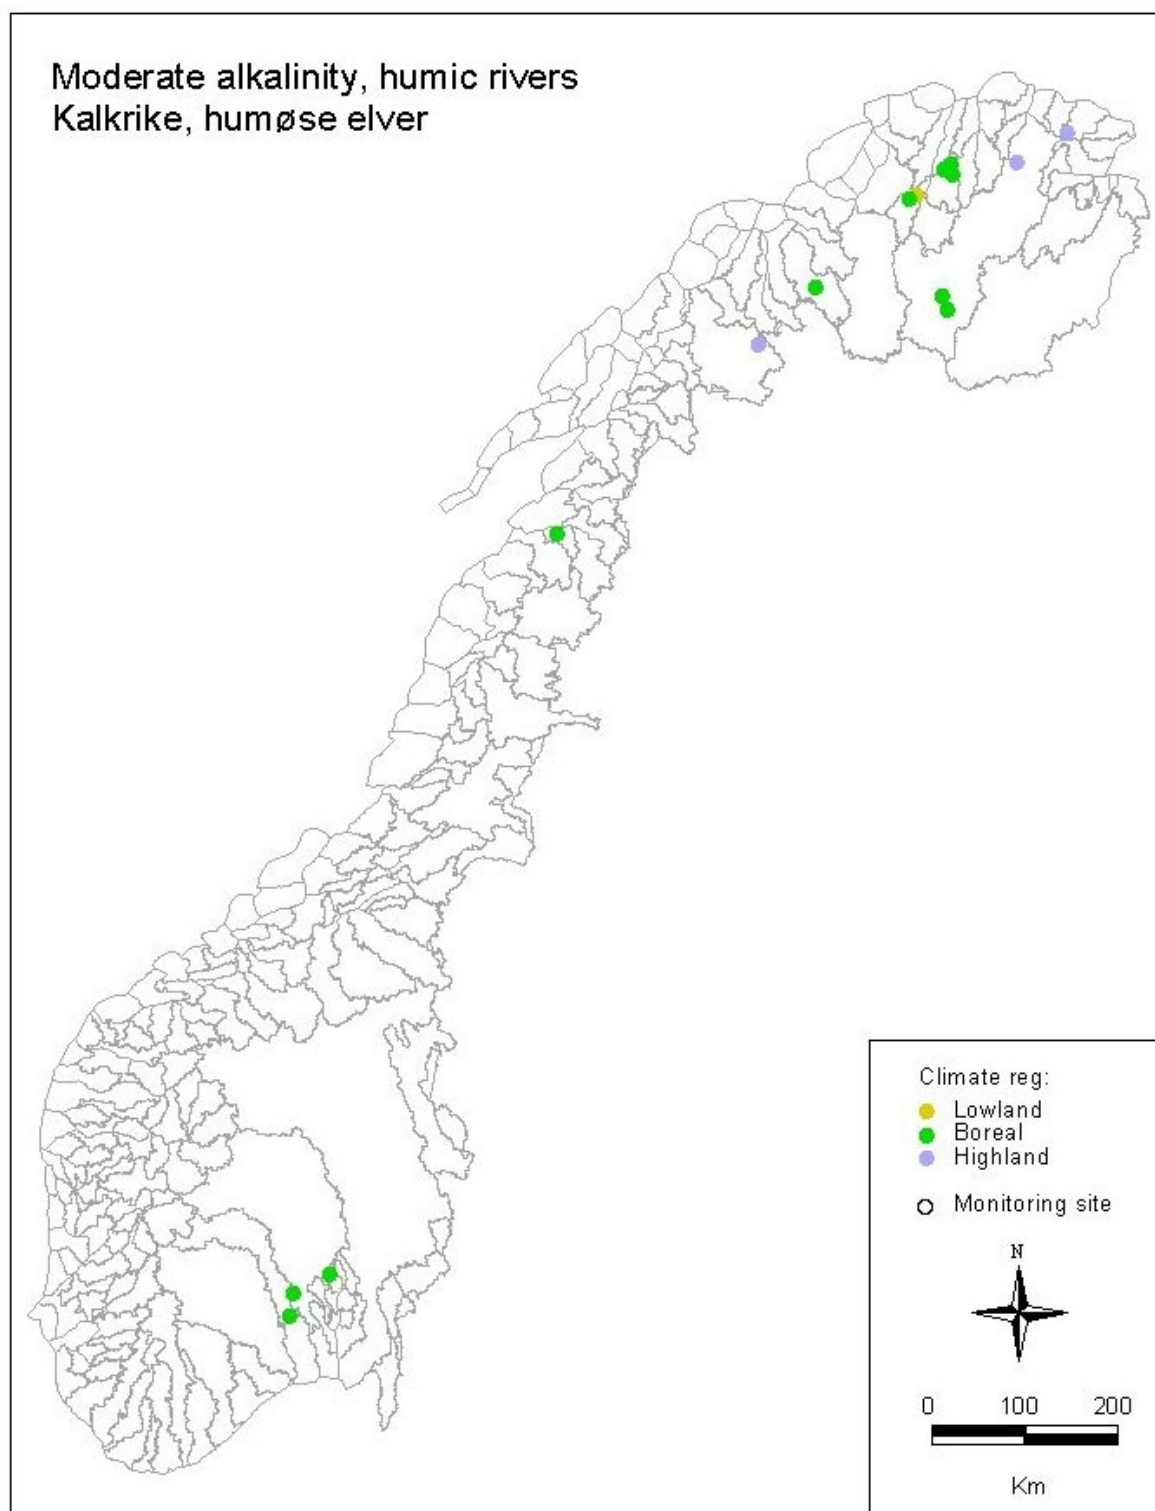 Moderate alkalinity, humic rivers
Kalkrike, humøse elver
Climate reg:
Lowland
Boreal
Highland
Monitoring site
N
0 100 200
Km